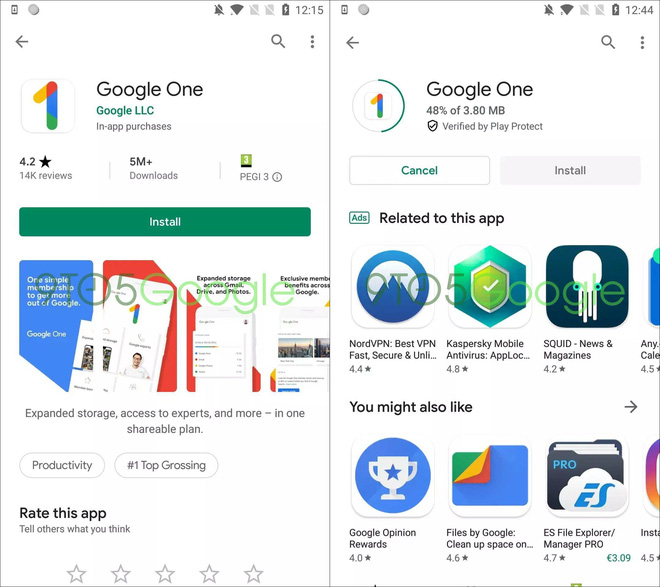 12:15
Google One
Google LLC
In-app purchases
4.2★
14K reviews
5M+
Downloads
3
PEGI 3
Install
One simple
membership
to get more
out of Google.
Google One
Expanded storage
across Gmail,
Drive, and Photos.
Exclusive memb
benefits across
Google.
9TO5Google
Expanded storage, access to experts, and more – in one
shareable plan.
Productivity
#1 Top Grossing
Rate this app
Tell others what you think
12:44
Google One
48% of 3.80 MB
Verified by Play Protect
Cancel
Install
Ads Related to this app
9TO5Google
NordVPN: Best VPN
Fast, Secure & Unli...
4.4★
Kaspersky Mobile
Antivirus: AppLoc...
4.8★
SQUID - News &
Magazines
4.2★
Any.
Cale
4.5★
You might also like
PRO
ES
Google Opinion
Rewards
4.0★
Files by Google:
Clean up space on...
4.6★
ES File Explorer/
Manager PRO
4.7★ €3.09
Insta
4.5★